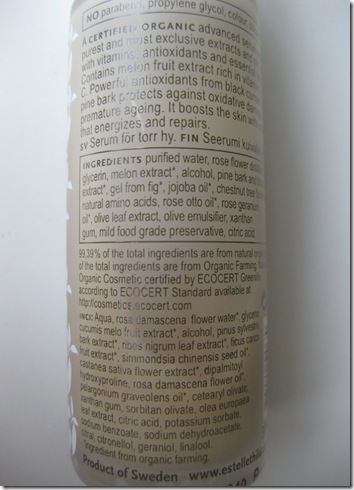 NO parabens, propylene glycol, colour
A CERTIFIED ORGANIC advanced
purest and most exclusive extracts and
with vitamins, antioxidants and essential
Contains melon fruit extract rich in
C. Powerful antioxidants from black
pine bark protects against oxidative
premature ageing. It boosts the skin with
that energizes and repairs.
SV Serum för torr hy. FIN Seerumi
INGREDIENTS purified water, rose flower
glycerin, melon extract*, alcohol, pine bark and
extract*, gel from fig*, jojoba oil*, chestnut tree
natural amino acids, rose otto oil*, rose geranium
oil*, olive leaf extract, olive emulsifier, xanthan
gum, mild food grade preservative, citric acid.
99,39% of the total ingredients are from natural
of the total ingredients are from Organic Farming.
Organic Cosmetic certified by ECOCERT Greenlife
according to ECOCERT Standard available at
http://cosmetics.ecocert.com
INCI: Aqua, rosa damascena flower water*,
cucumis melo fruit extract*, alcohol, pinus sylvestris
bark extract*, ribes nigrum leaf extract*, ficus carica
fruit extract*, simmondsia chinensis seed oil*,
castanea sativa flower extract*, dipalmitoyl
hydroxyproline, rosa damascena flower oil*,
pelargonium graveolens oil*, cetearyl olivate,
xanthan gum, sorbitan olivate, olea europaea
leaf extract, citric acid, potassium sorbate,
sodium benzoate, sodium dehydroacetate,
citral, citronellol, geraniol, linalool.
*ingredient from organic farming.
Product of Sweden